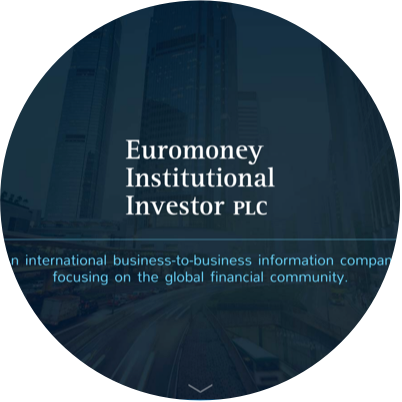 Euromoney
Institutional
Investor PLC
n international business-to-business information compan
focusing on the global financial community.